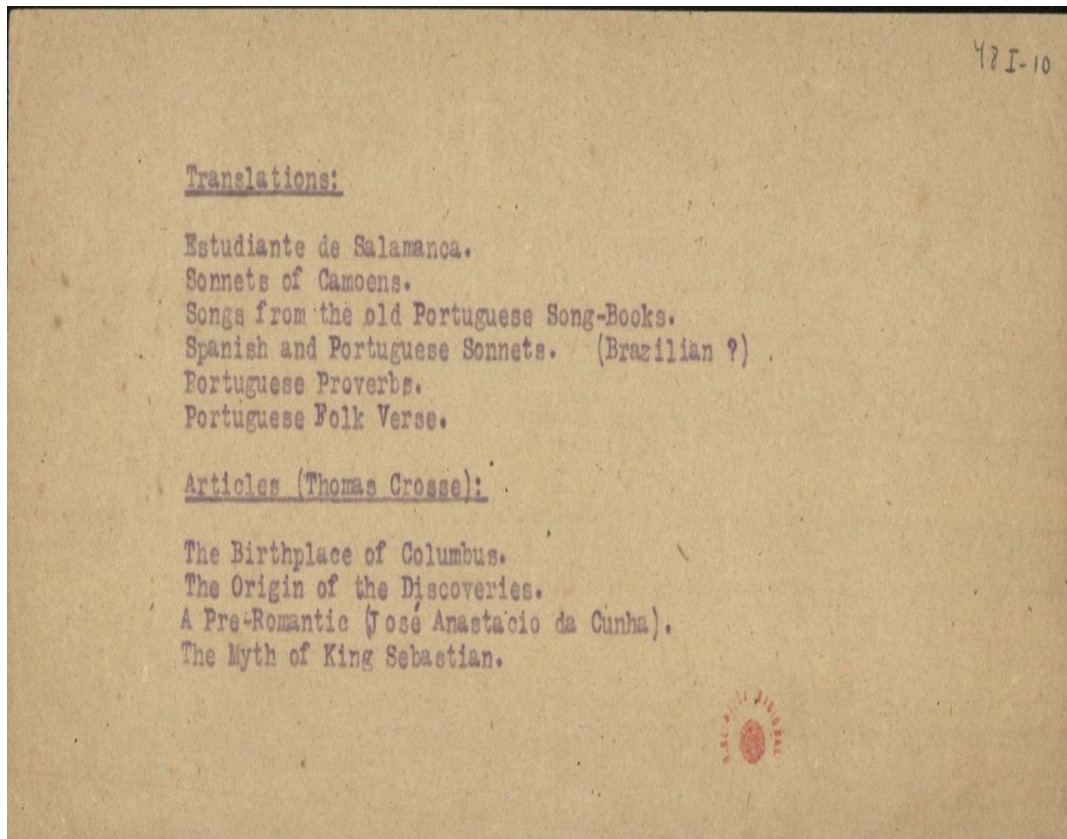 48 I-10
Translations:
Estudiante de Salamanca.
Sonnets of Camoens.
Songs from the old Portuguese Song-Books.
Spanish and Portuguese Sonnets. (Brazilian ?)
Portuguese Proverbs.
Portuguese Folk Verse.
Articles (Thomas Crosse):
The Birthplace of Columbus.
The Origin of the Discoveries.
A Pre-Romantic (José Anastacio da Cunha).
The Myth of King Sebastian.